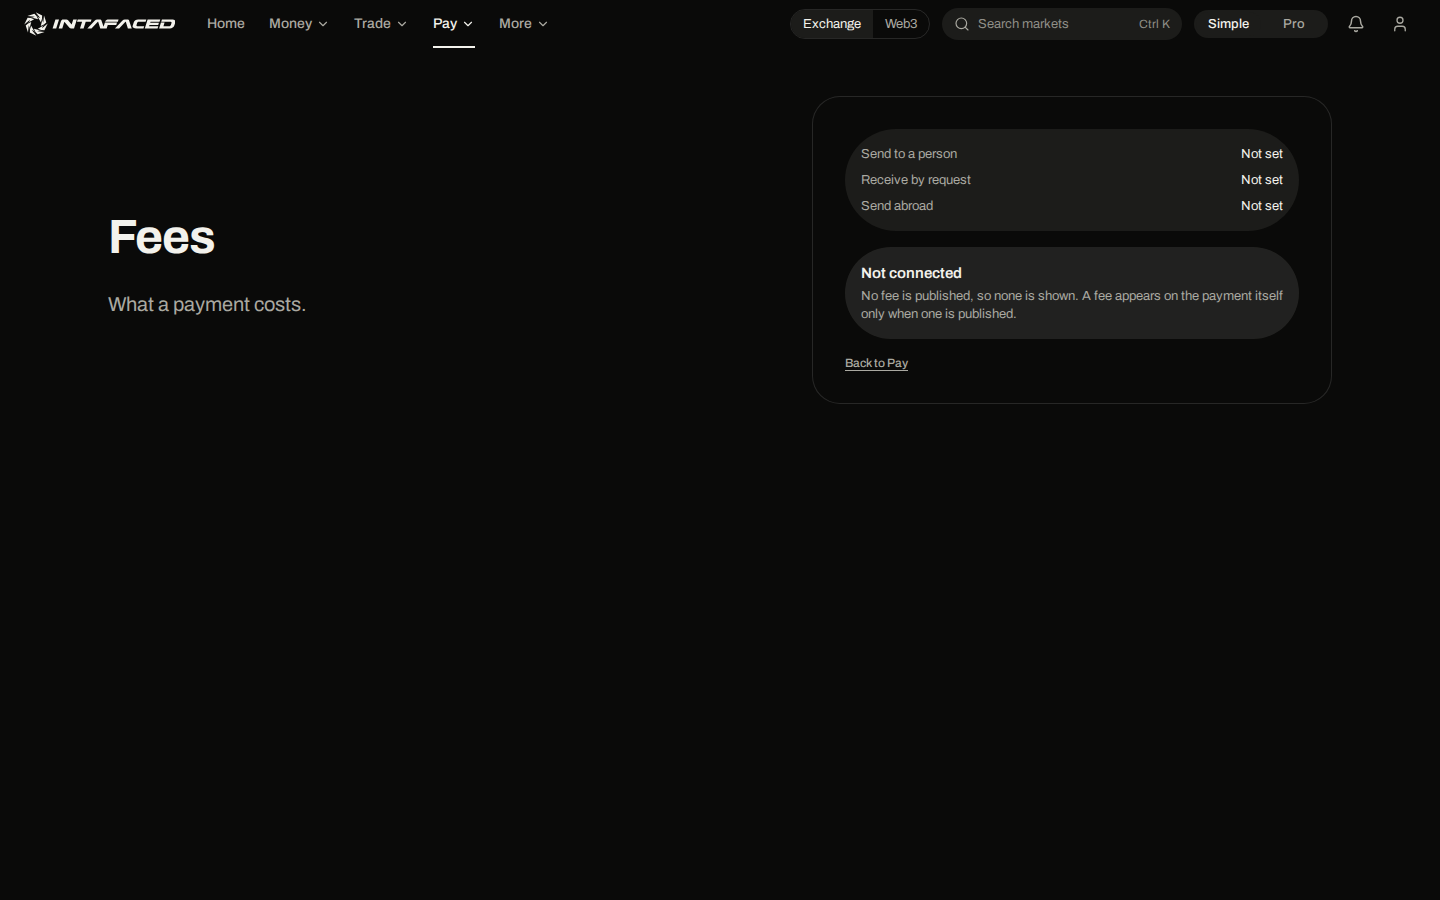 INTAFACED
Home
Money
Trade
Pay
More
Exchange
Web3
Search markets
Ctrl K
Simple
Pro
Fees
What a payment costs.
Send to a person Not set
Receive by request Not set
Send abroad Not set
Not connected
No fee is published, so none is shown. A fee appears on the payment itself
only when one is published.
Back to Pay